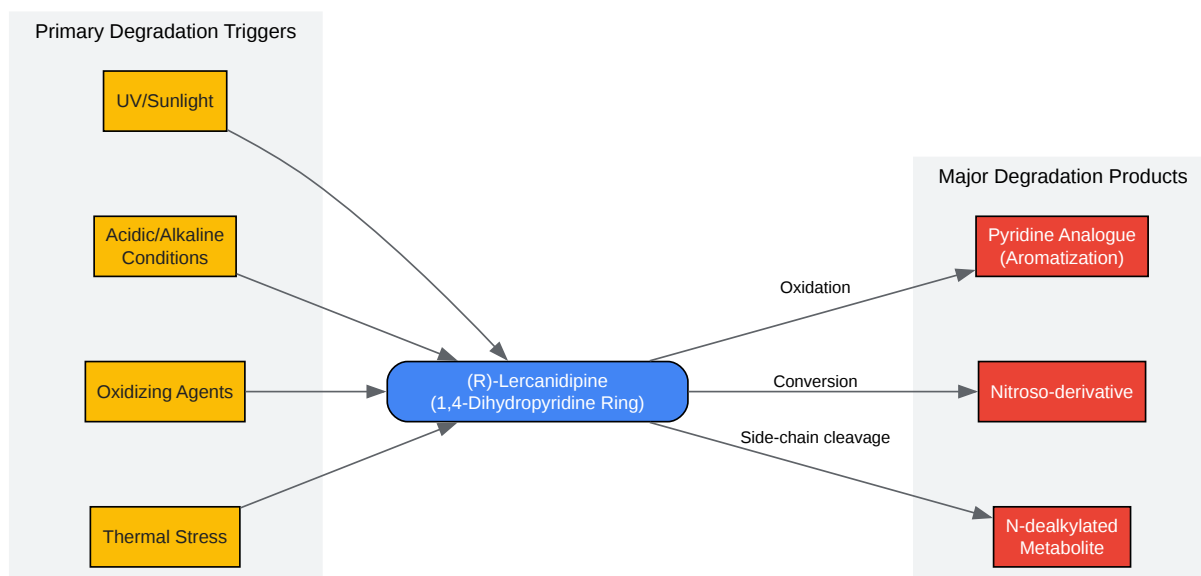 Primary Degradation Triggers
UV/Sunlight
Acidic/Alkaline
Conditions
Oxidizing Agents
Thermal Stress
(R)-Lercanidipine
(1,4-Dihydropyridine Ring)
Oxidation
Conversion
Side-chain cleavage
Major Degradation Products
Pyridine Analogue
(Aromatization)
Nitroso-derivative
N-dealkylated
Metabolite